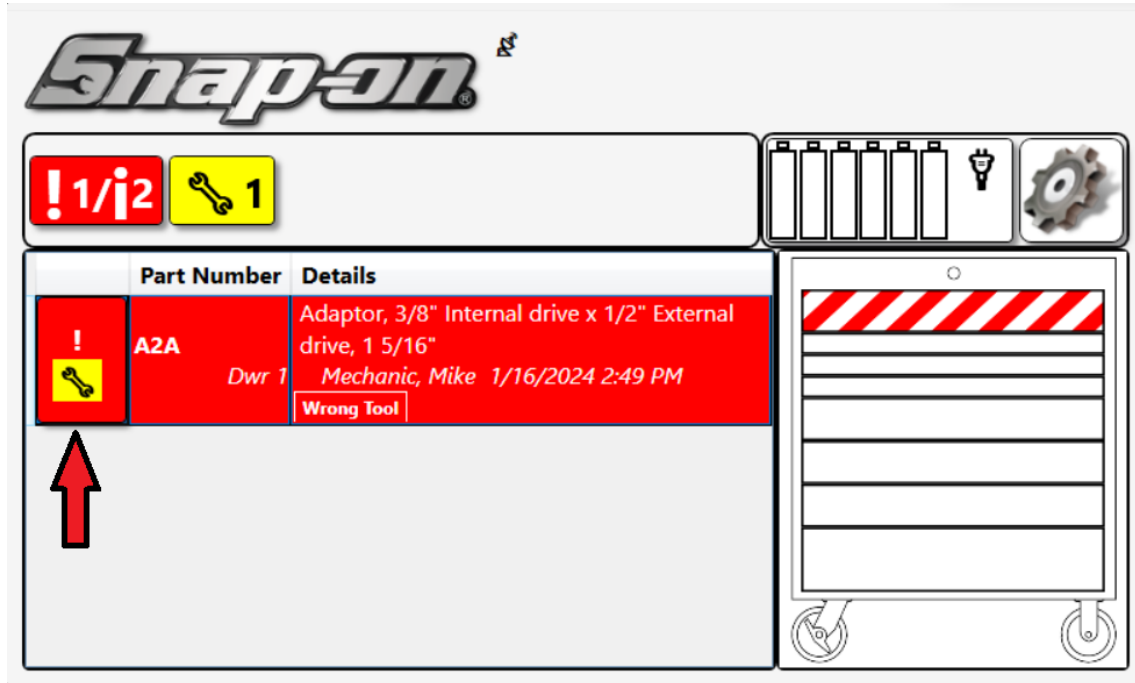 Snap-on®
! 1/i2 1
Part Number Details
! A2A Adaptor, 3/8" Internal drive x 1/2" External
drive, 1 5/16"
Dwr 1 Mechanic, Mike 1/16/2024 2:49 PM
Wrong Tool